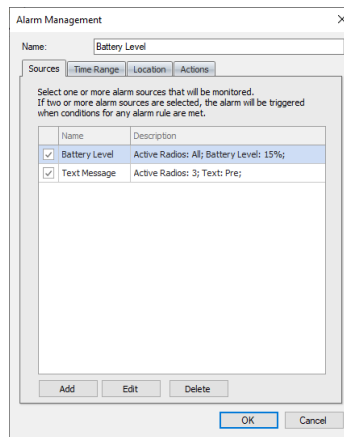 Alarm Management
Name: Battery Level
Sources Time Range Location Actions
Select one or more alarm sources that will be monitored.
If two or more alarm sources are selected, the alarm will be triggered
when conditions for any alarm rule are met.
Name Description
Battery Level Active Radios: All; Battery Level: 15%;
Text Message Active Radios: 3; Text: Pre;
Add Edit Delete
OK Cancel